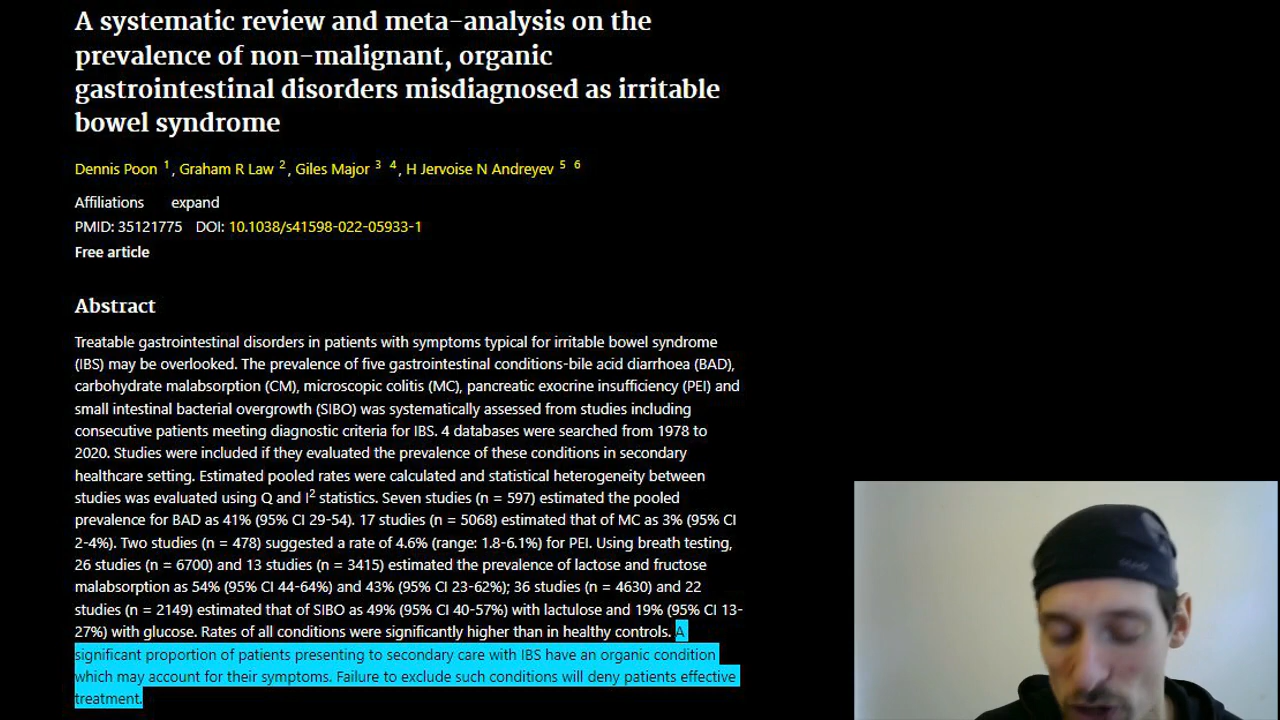 A systematic review and meta-analysis on the
prevalence of non-malignant, organic
gastrointestinal disorders misdiagnosed as irritable
bowel syndrome
Dennis Poon 1, Graham R Law 2, Giles Major 3 4, H Jervoise N Andreyev 5 6
Affiliations expand
PMID: 35121775 DOI: 10.1038/s41598-022-05933-1
Free article
Abstract
Treatable gastrointestinal disorders in patients with symptoms typical for irritable bowel syndrome
(IBS) may be overlooked. The prevalence of five gastrointestinal conditions-bile acid diarrhoea (BAD),
carbohydrate malabsorption (CM), microscopic colitis (MC), pancreatic exocrine insufficiency (PEI) and
small intestinal bacterial overgrowth (SIBO) was systematically assessed from studies including
consecutive patients meeting diagnostic criteria for IBS. 4 databases were searched from 1978 to
2020. Studies were included if they evaluated the prevalence of these conditions in secondary
healthcare setting. Estimated pooled rates were calculated and statistical heterogeneity between
studies was evaluated using Q and I2 statistics. Seven studies (n = 597) estimated the pooled
prevalence for BAD as 41% (95% CI 29-54). 17 studies (n = 5068) estimated that of MC as 3% (95% CI
2-4%). Two studies (n = 478) suggested a rate of 4.6% (range: 1.8-6.1%) for PEI. Using breath testing,
26 studies (n = 6700) and 13 studies (n = 3415) estimated the prevalence of lactose and fructose
malabsorption as 54% (95% CI 44-64%) and 43% (95% CI 23-62%); 36 studies (n = 4630) and 22
studies (n = 2149) estimated that of SIBO as 49% (95% CI 40-57%) with lactulose and 19% (95% CI 13-
27%) with glucose. Rates of all conditions were significantly higher than in healthy controls. A
significant proportion of patients presenting to secondary care with IBS have an organic condition
which may account for their symptoms. Failure to exclude such conditions will deny patients effective
treatment.